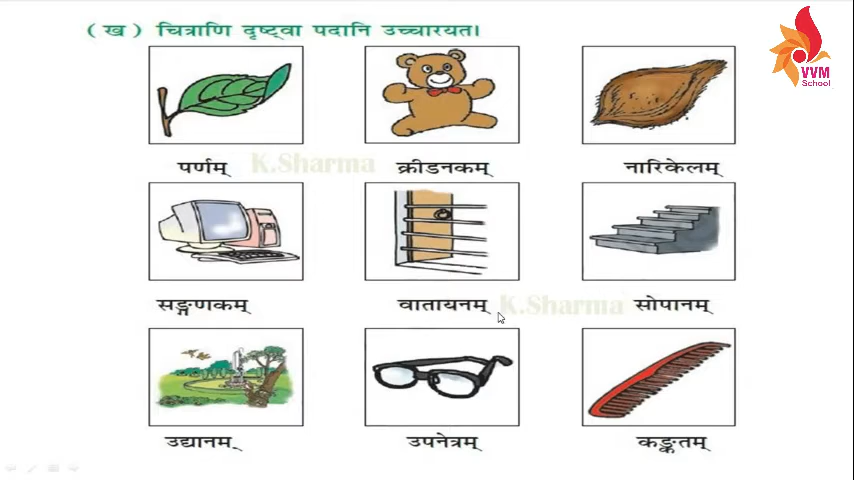 ( ख ) चित्राणि दृष्ट्वा पदानि उच्चारयत।
VVM
School
पर्णम् K.Sharma क्रीडनकम् नारिकेलम्
सङ्गणकम् वातायनम् K.Sharma सोपानम्
उद्यानम् उपनेत्रम् कङ्कतम्